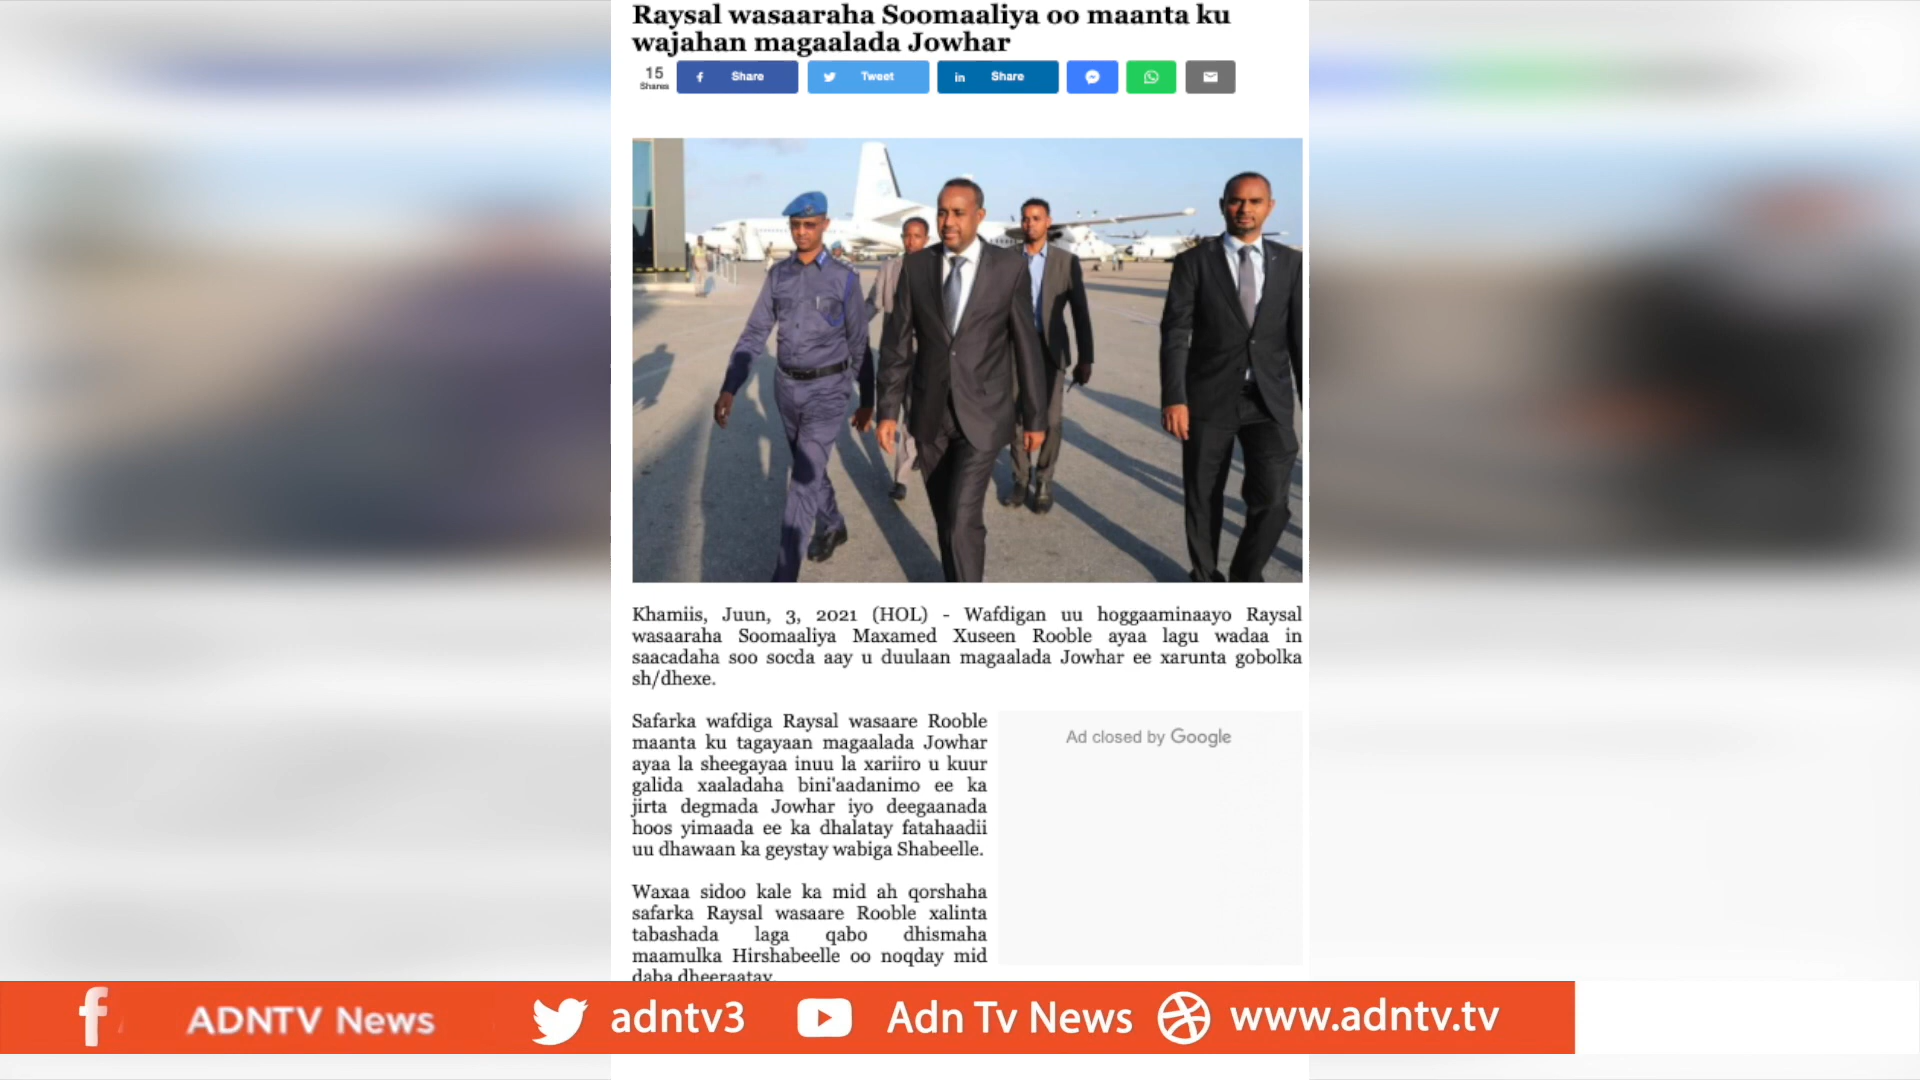 Raysal wasaaraha Soomaaliya oo maanta ku
wajahan magaalada Jowhar
15
Shares
Share
Tweet
Share
Khamiis, Juun, 3, 2021 (HOL) - Wafdigan uu hoggaaminaayo Raysal
wasaaraha Soomaaliya Maxamed Xuseen Rooble ayaa lagu wadaa in
saacadaha soo socda aay u duulaan magaalada Jowhar ee xarunta gobolka
sh/dhexe.
Safarka wafdiga Raysal wasaare Rooble
maanta ku tagayaan magaalada Jowhar
ayaa la sheegayaa inuu la xariiro u kuur
galida xaaladaha bini'aadanimo ee ka
jirta degmada Jowhar iyo deegaanada
hoos yimaada ee ka dhalatay fatahaadii
uu dhawaan ka geystay wabiga Shabeelle.
Ad closed by Google
Waxaa sidoo kale ka mid ah qorshaha
safarka Raysal wasaare Rooble xalinta
tabashada laga qabo dhismaha
maamulka Hirshabeelle oo noqday mid
daba dheeraatay.
ADNTV News
adntv3
Adn Tv News
www.adntv.tv